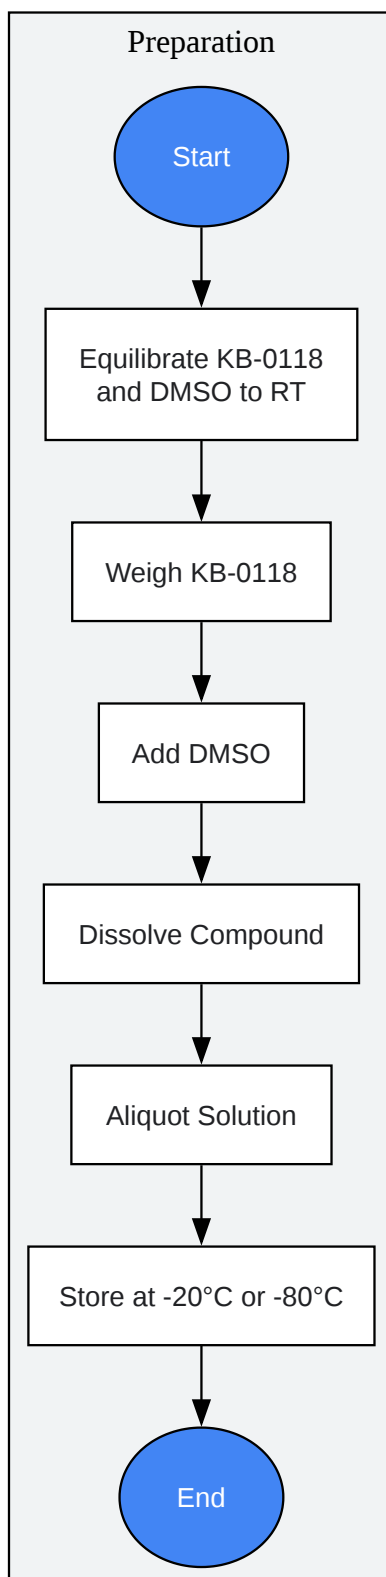 Preparation
Start
Equilibrate KB-0118
and DMSO to RT
Weigh KB-0118
Add DMSO
Dissolve Compound
Aliquot Solution
Store at -20°C or -80°C
End